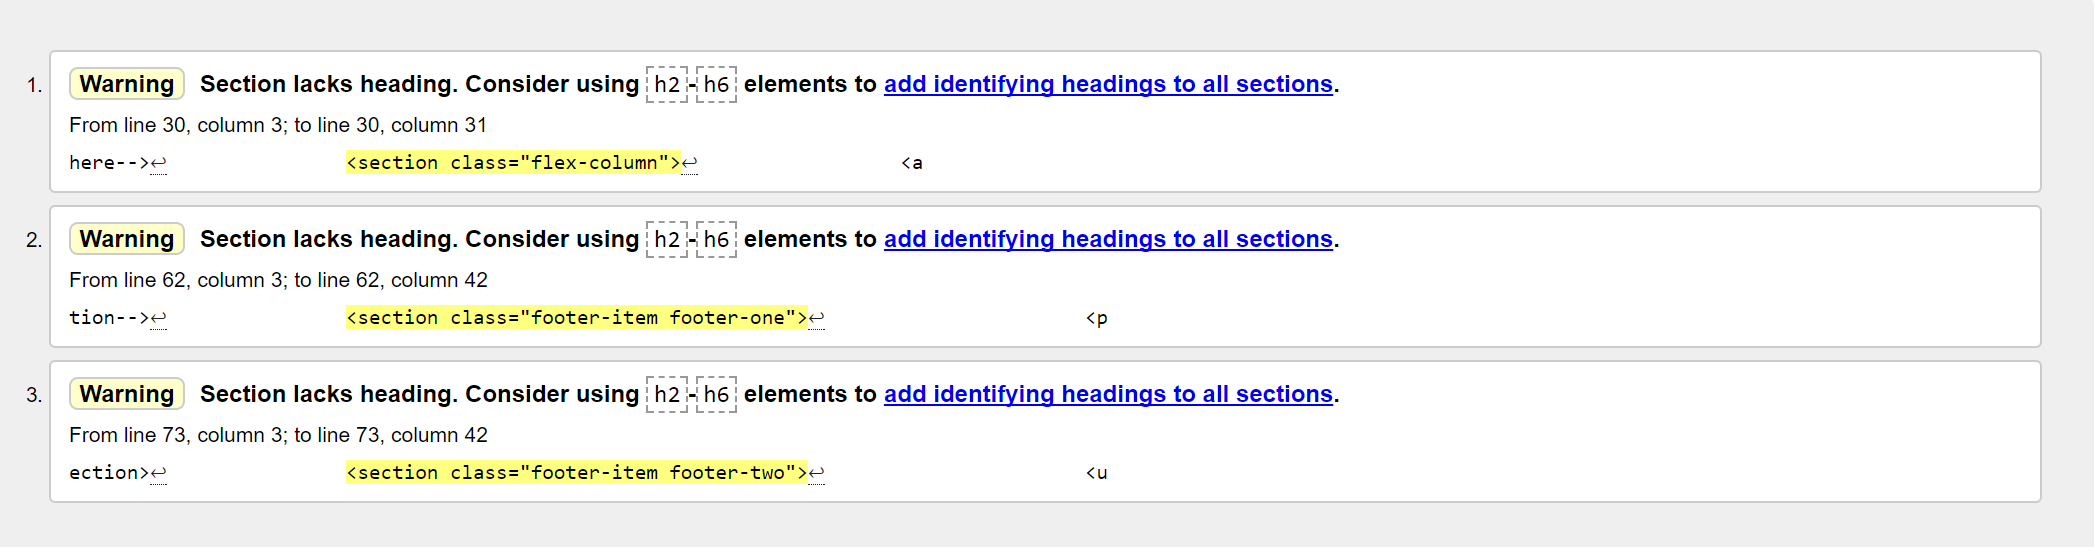 1. Warning Section lacks heading. Consider using h2-h6 elements to add identifying headings to all sections.
From line 30, column 3; to line 30, column 31
here-->↩ <section class="flex-column">↩ <a
2. Warning Section lacks heading. Consider using h2-h6 elements to add identifying headings to all sections.
From line 62, column 3; to line 62, column 42
tion-->↩ <section class="footer-item footer-one">↩ <p
3. Warning Section lacks heading. Consider using h2-h6 elements to add identifying headings to all sections.
From line 73, column 3; to line 73, column 42
ection>↩ <section class="footer-item footer-two">↩ <u